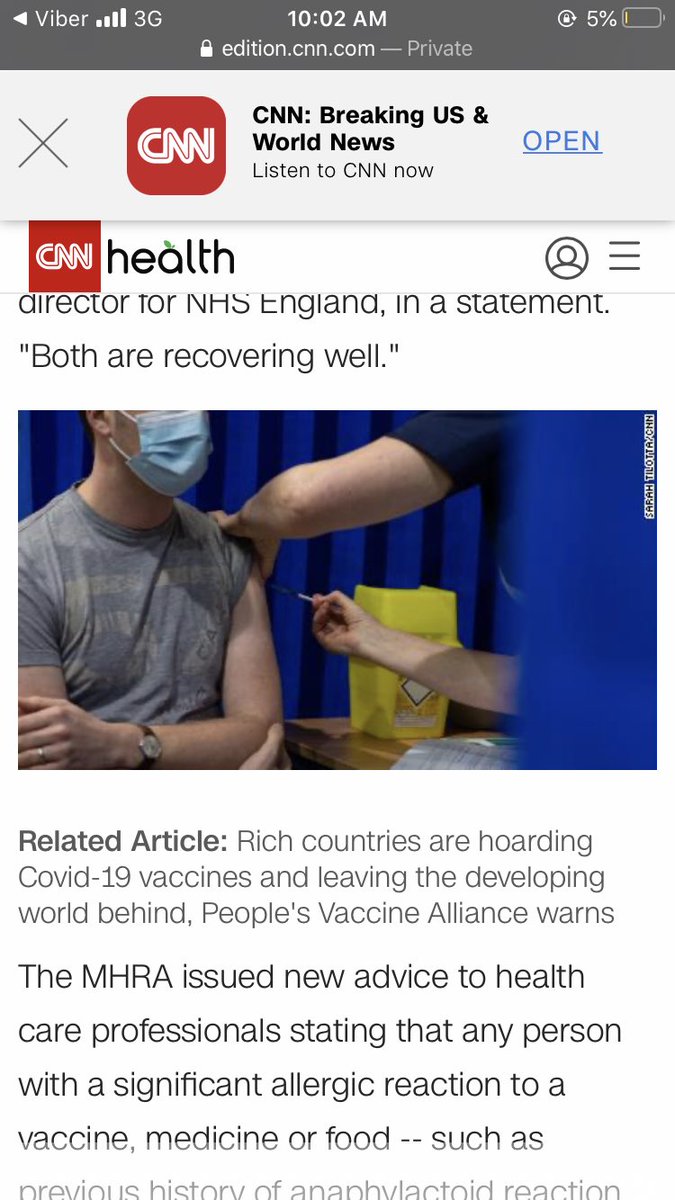 Viber 3G 10:02 AM 5%
edition.cnn.com — Private
CNN
CNN: Breaking US &
World News
Listen to CNN now
OPEN
CNN health
director for NHS England, in a statement.
"Both are recovering well."
SARAH TILOTTA/CNN
Related Article: Rich countries are hoarding
Covid-19 vaccines and leaving the developing
world behind, People's Vaccine Alliance warns
The MHRA issued new advice to health
care professionals stating that any person
with a significant allergic reaction to a
vaccine, medicine or food -- such as
previous history of anaphylactoid reaction